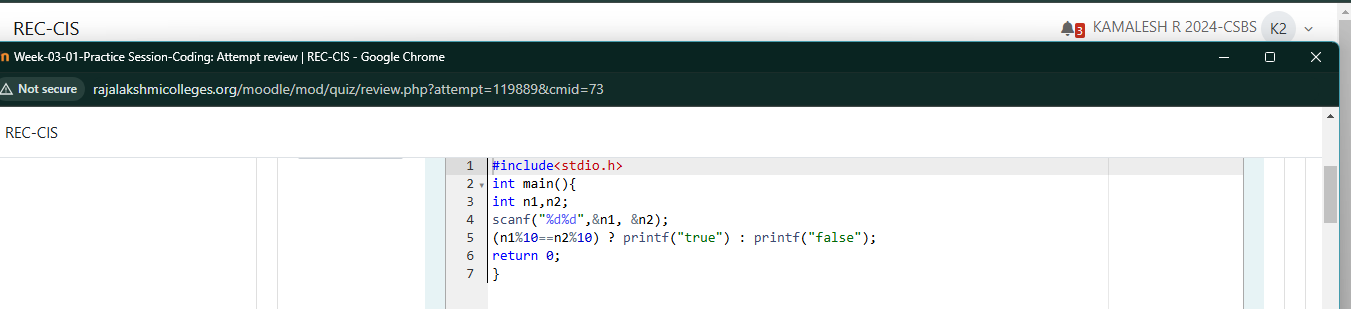 REC-CIS
3 KAMALESH R 2024-CSBS K2
n Week-03-01-Practice Session-Coding: Attempt review | REC-CIS - Google Chrome
Not secure rajalakshmicolleges.org/moodle/mod/quiz/review.php?attempt=119889&cmid=73
REC-CIS
1 #include<stdio.h>
2 int main(){
3 int n1,n2;
4 scanf("%d%d",&n1, &n2);
5 (n1%10==n2%10) ? printf("true") : printf("false");
6 return 0;
7 }